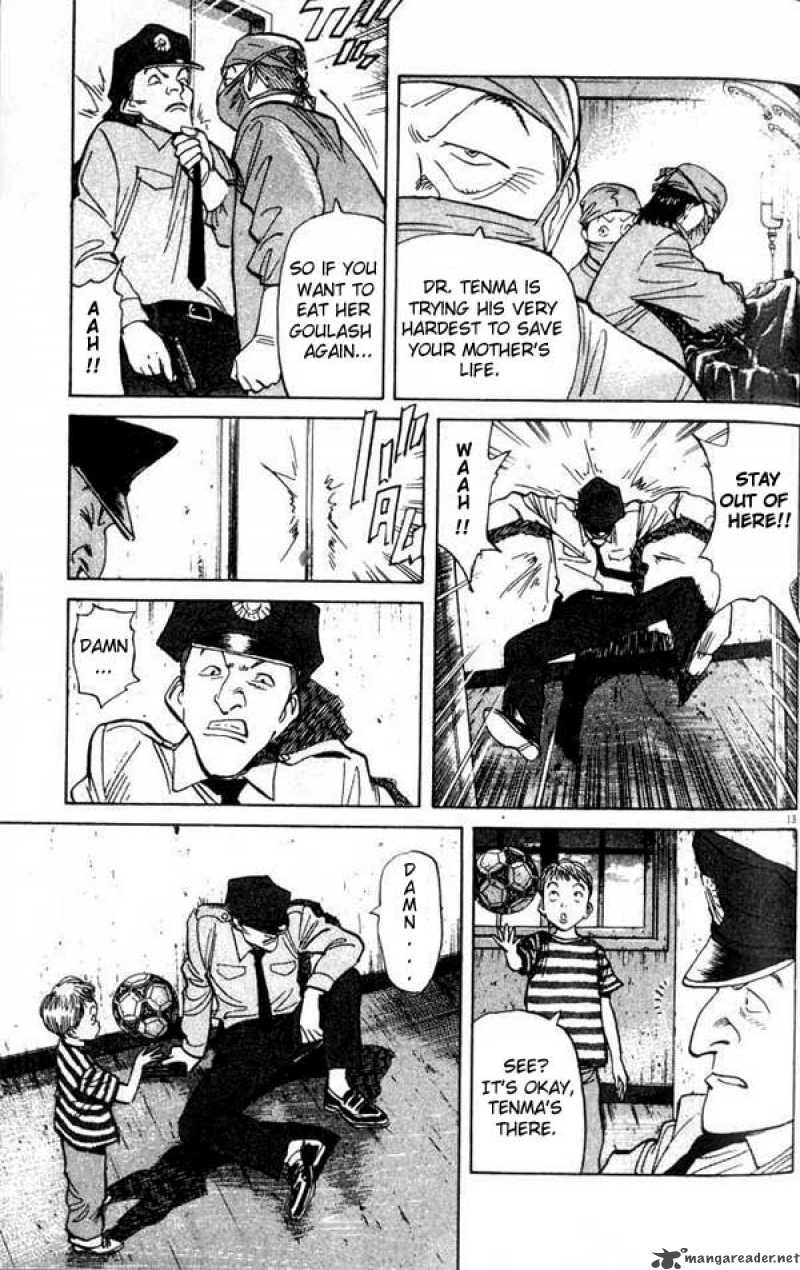 DR. TENMA IS
TRYING HIS VERY
HARDEST TO SAVE
YOUR MOTHER'S
LIFE.
SO IF YOU
WANT TO
EAT HER
GOULASH
AGAIN...
AAH!!
STAY
OUT OF
HERE!!
WAAH!!
DAMN
...
13
SEE?
IT'S OKAY,
TENMA'S
THERE.
DAMN...
mangareader.net